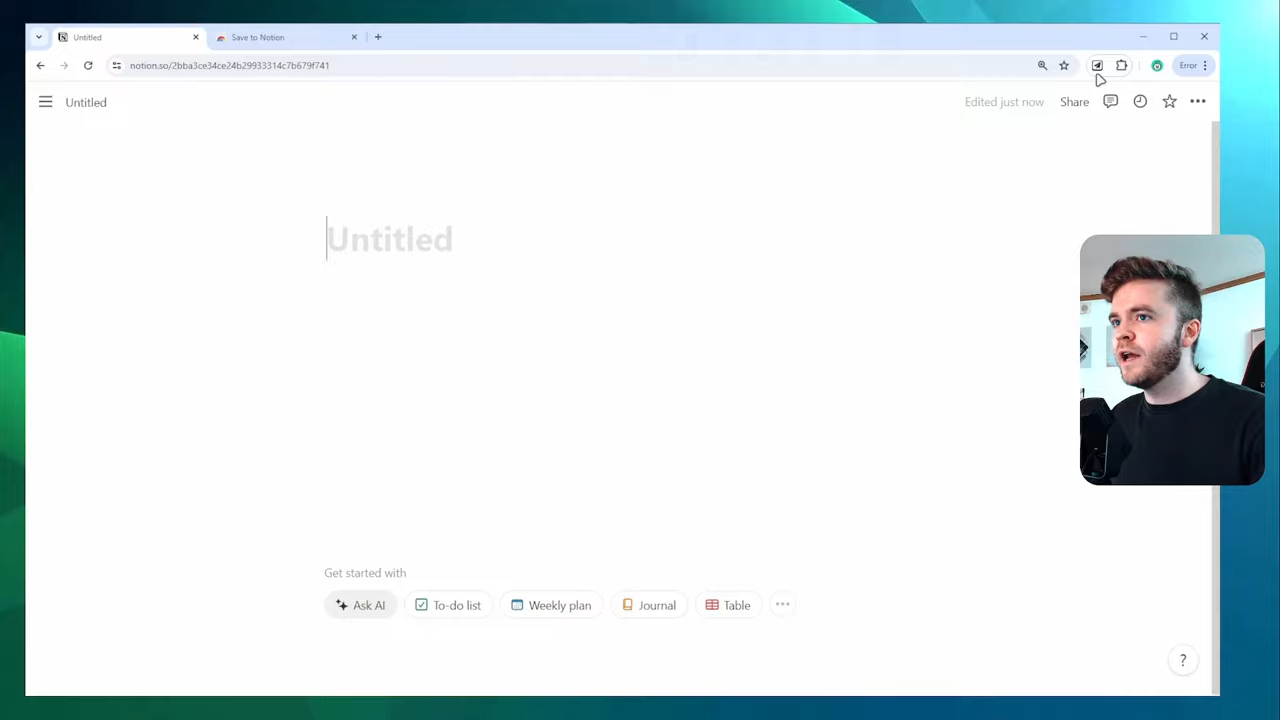 Untitled
Save to Notion
notion.so/2bba3ce34ce24b29933314c7b679f741
Error
Untitled
Edited just now
Share
Untitled
Get started with
Ask AI
To-do list
Weekly plan
Journal
Table
?